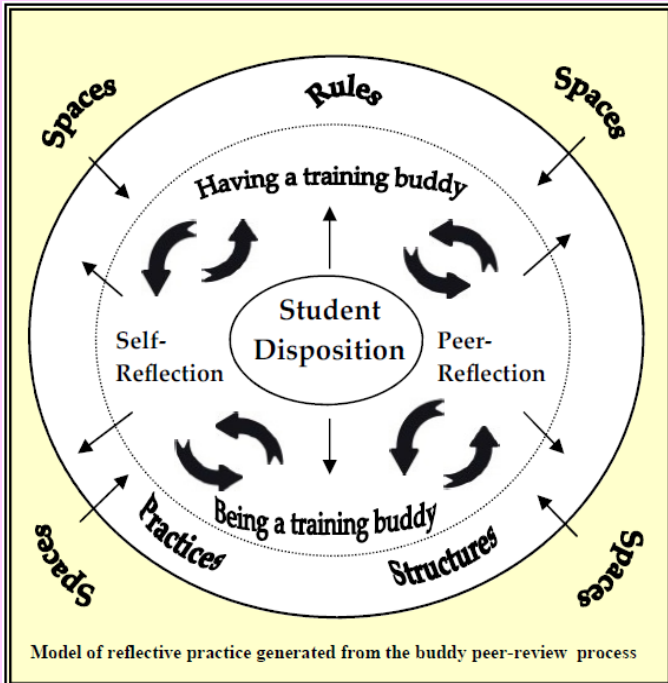 Spaces
Rules
Spaces
Having a training buddy
Student
Disposition
Self-
Reflection
Peer-
Reflection
Being a training buddy
Practices
Structures
Spaces
Spaces
Model of reflective practice generated from the buddy peer-review process